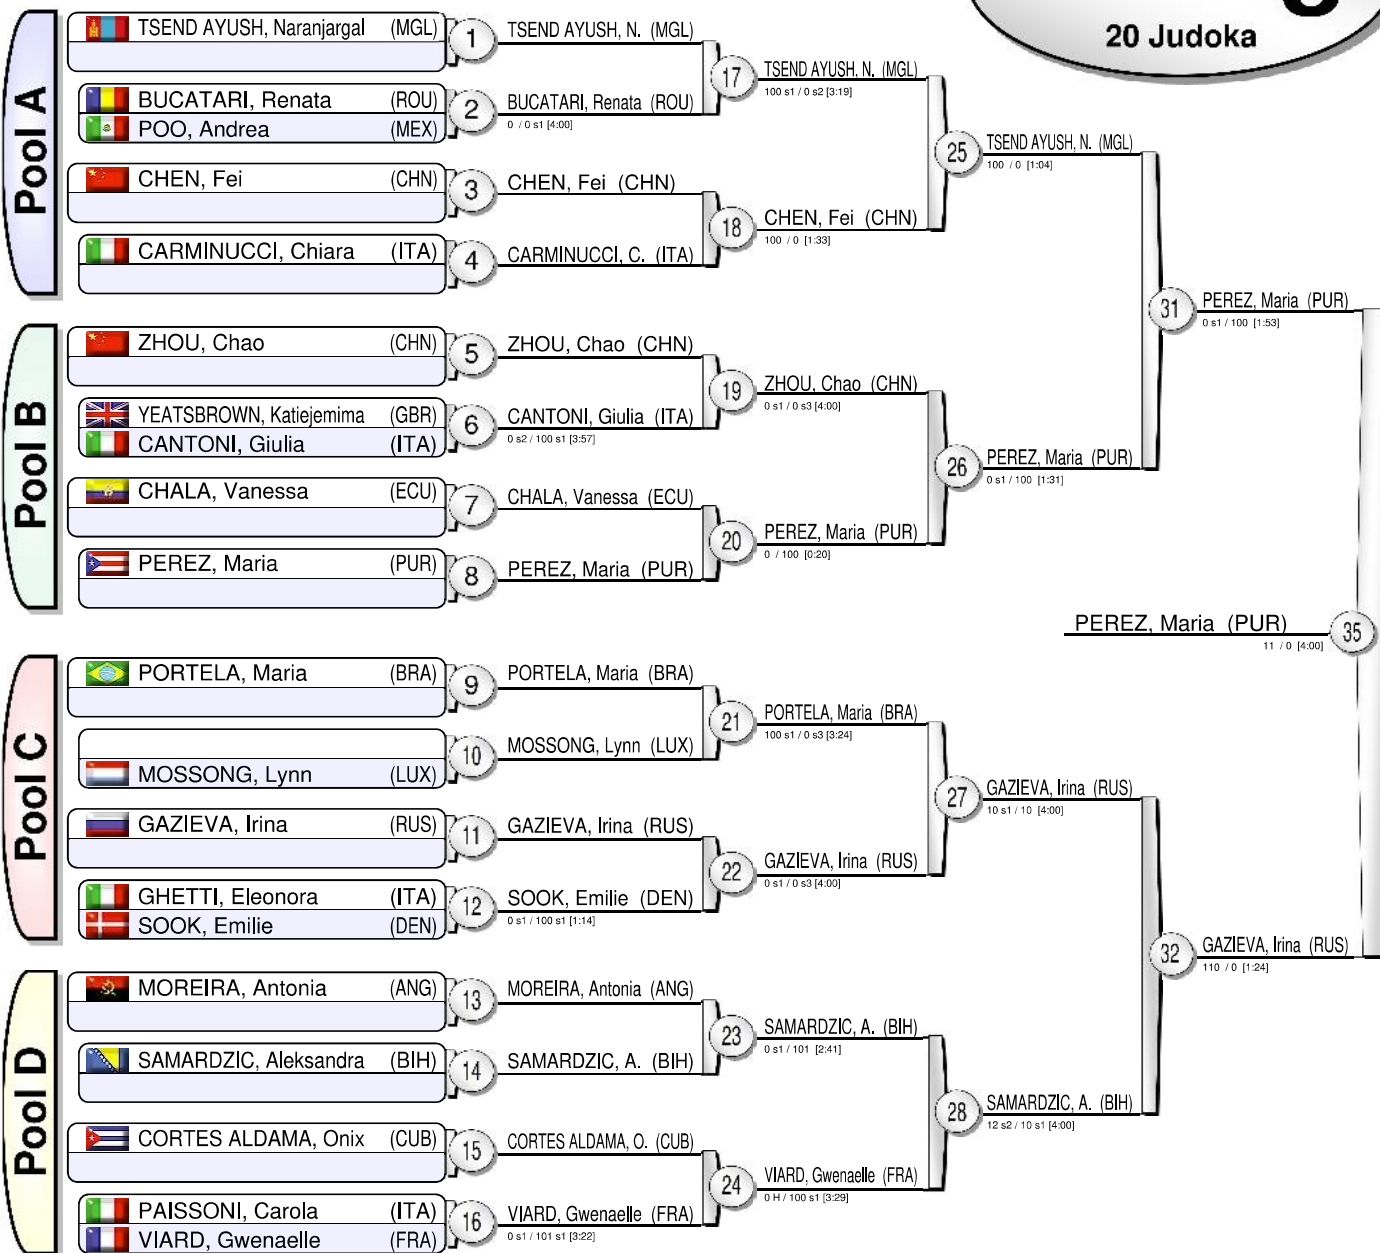 20 Judoka
Pool A
TSEND AYUSH, Naranjargal (MGL)
1
TSEND AYUSH, N. (MGL)
BUCATARI, Renata (ROU)
POO, Andrea (MEX)
2
BUCATARI, Renata (ROU)
0 / 0 s1 [4:00]
17
TSEND AYUSH, N. (MGL)
100 s1 / 0 s2 [3:19]
CHEN, Fei (CHN)
3
CHEN, Fei (CHN)
CARMINUCCI, Chiara (ITA)
4
CARMINUCCI, C. (ITA)
18
CHEN, Fei (CHN)
100 / 0 [1:33]
25
TSEND AYUSH, N. (MGL)
100 / 0 [1:04]
Pool B
ZHOU, Chao (CHN)
5
ZHOU, Chao (CHN)
YEATSBROWN, Katiejemima (GBR)
CANTONI, Giulia (ITA)
6
CANTONI, Giulia (ITA)
0 s2 / 100 s1 [3:57]
19
ZHOU, Chao (CHN)
0 s1 / 0 s3 [4:00]
CHALA, Vanessa (ECU)
7
CHALA, Vanessa (ECU)
PEREZ, Maria (PUR)
8
PEREZ, Maria (PUR)
20
PEREZ, Maria (PUR)
0 / 100 [0:20]
26
PEREZ, Maria (PUR)
0 s1 / 100 [1:31]
31
PEREZ, Maria (PUR)
0 s1 / 100 [1:53]
PEREZ, Maria (PUR)
11 / 0 [4:00]
35
Pool C
PORTELA, Maria (BRA)
9
PORTELA, Maria (BRA)
MOSSONG, Lynn (LUX)
10
MOSSONG, Lynn (LUX)
21
PORTELA, Maria (BRA)
100 s1 / 0 s3 [3:24]
GAZIEVA, Irina (RUS)
11
GAZIEVA, Irina (RUS)
GHETTI, Eleonora (ITA)
SOOK, Emilie (DEN)
12
SOOK, Emilie (DEN)
0 s1 / 100 s1 [1:14]
22
GAZIEVA, Irina (RUS)
0 s1 / 0 s3 [4:00]
27
GAZIEVA, Irina (RUS)
10 s1 / 10 [4:00]
Pool D
MOREIRA, Antonia (ANG)
13
MOREIRA, Antonia (ANG)
SAMARDZIC, Aleksandra (BIH)
14
SAMARDZIC, A. (BIH)
23
SAMARDZIC, A. (BIH)
0 s1 / 101 [2:41]
CORTES ALDAMA, Onix (CUB)
15
CORTES ALDAMA, O. (CUB)
PAISSONI, Carola (ITA)
VIARD, Gwenaelle (FRA)
16
VIARD, Gwenaelle (FRA)
0 s1 / 101 s1 [3:22]
24
VIARD, Gwenaelle (FRA)
0 H / 100 s1 [3:29]
28
SAMARDZIC, A. (BIH)
12 s2 / 10 s1 [4:00]
32
GAZIEVA, Irina (RUS)
110 / 0 [1:24]